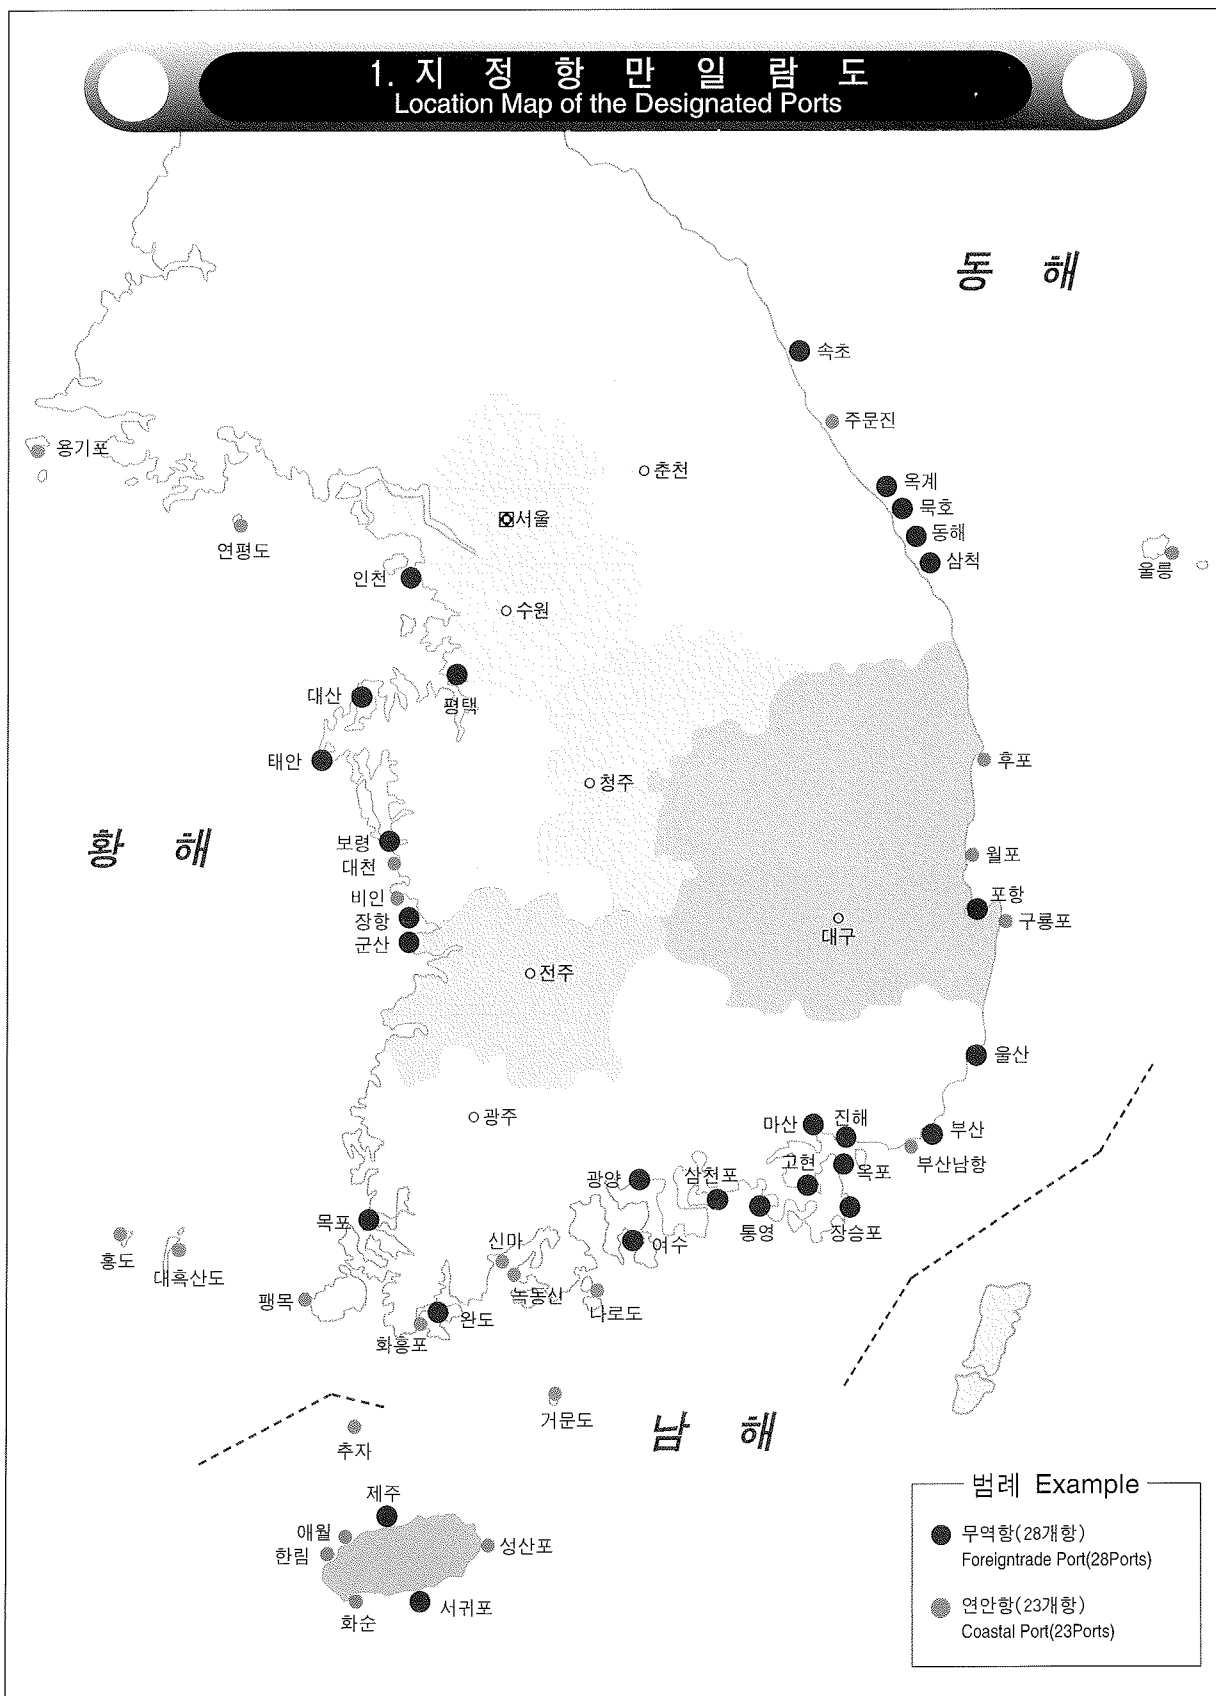 1. 지 정 항 만 일 람 도
Location Map of the Designated Ports
동 해
속초
주문진
용기포
춘천
옥계
묵호
서울
동해
연평도
삼척
울릉
인천
수원
대산
평택
태안
후포
청주
황 해
보령
대천
월포
비인
포항
장항
구룡포
대구
군산
전주
울산
광주
마산
진해
부산
부산남항
고현
옥포
광양
삼천포
목포
통영
장승포
홍도
대흑산도
신마
여수
녹동신
팽목
나로도
완도
화흥포
거문도
남 해
추자
제주
애월
한림
성산포
화순
서귀포
범례 Example
무역항(28개항)
Foreigntrade Port(28Ports)
연안항(23개항)
Coastal Port(23Ports)